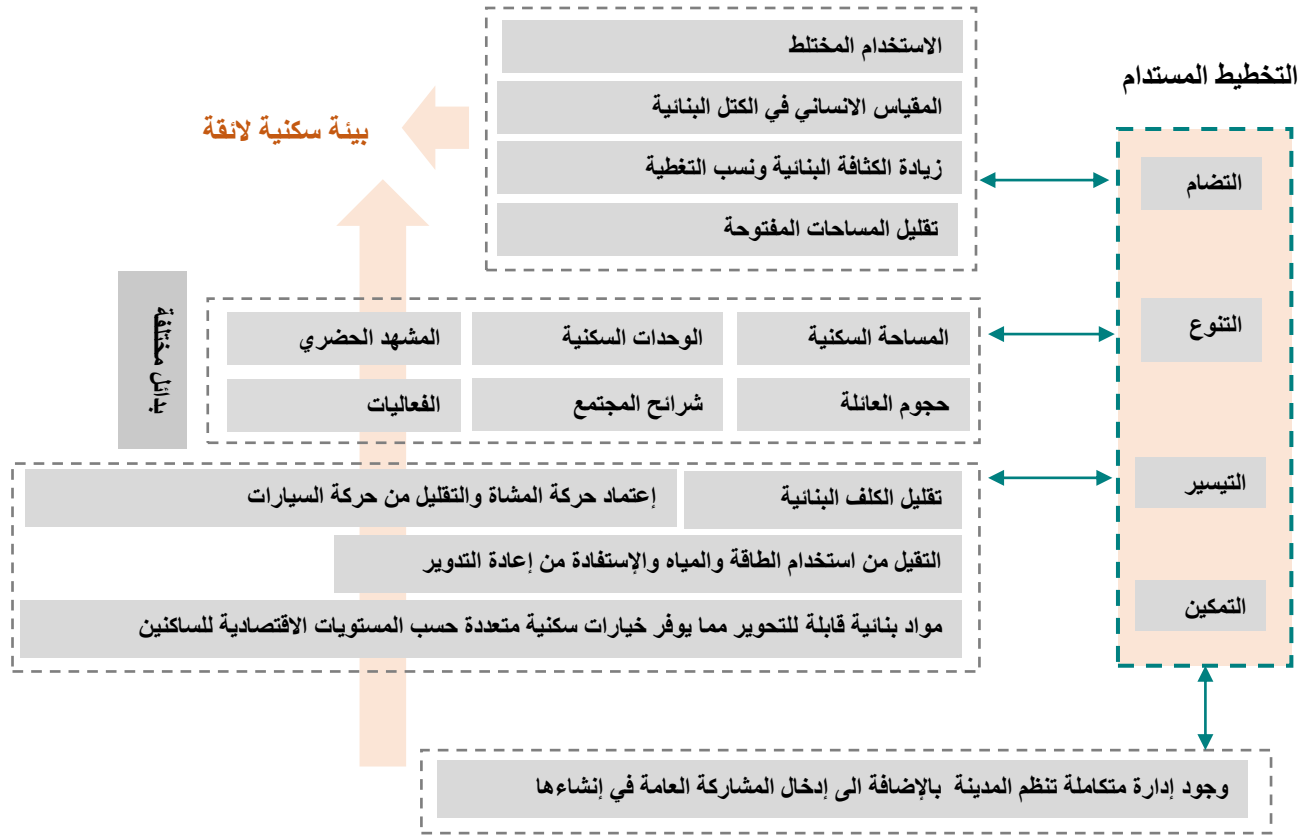 التخطيط المستدام
التضام
الاستخدام المختلط
المقياس الانساني في الكتل البنائية
زيادة الكثافة البنائية ونسب التغطية
تقليل المساحات المفتوحة
بيئة سكنية لائقة
التنوع
المساحة السكنية
الوحدات السكنية
المشهد الحضري
حجوم العائلة
شرائح المجتمع
الفعاليات
بدائل مختلفة
التيسير
تقليل الكلف البنائية
إعتماد حركة المشاة والتقليل من حركة السيارات
التقيل من استخدام الطاقة والمياه والإستفادة من إعادة التدوير
مواد بنائية قابلة للتحوير مما يوفر خيارات سكنية متعددة حسب المستويات الاقتصادية للساكنين
التمكين
وجود إدارة متكاملة تنظم المدينة بالإضافة الى إدخال المشاركة العامة في إنشاءها